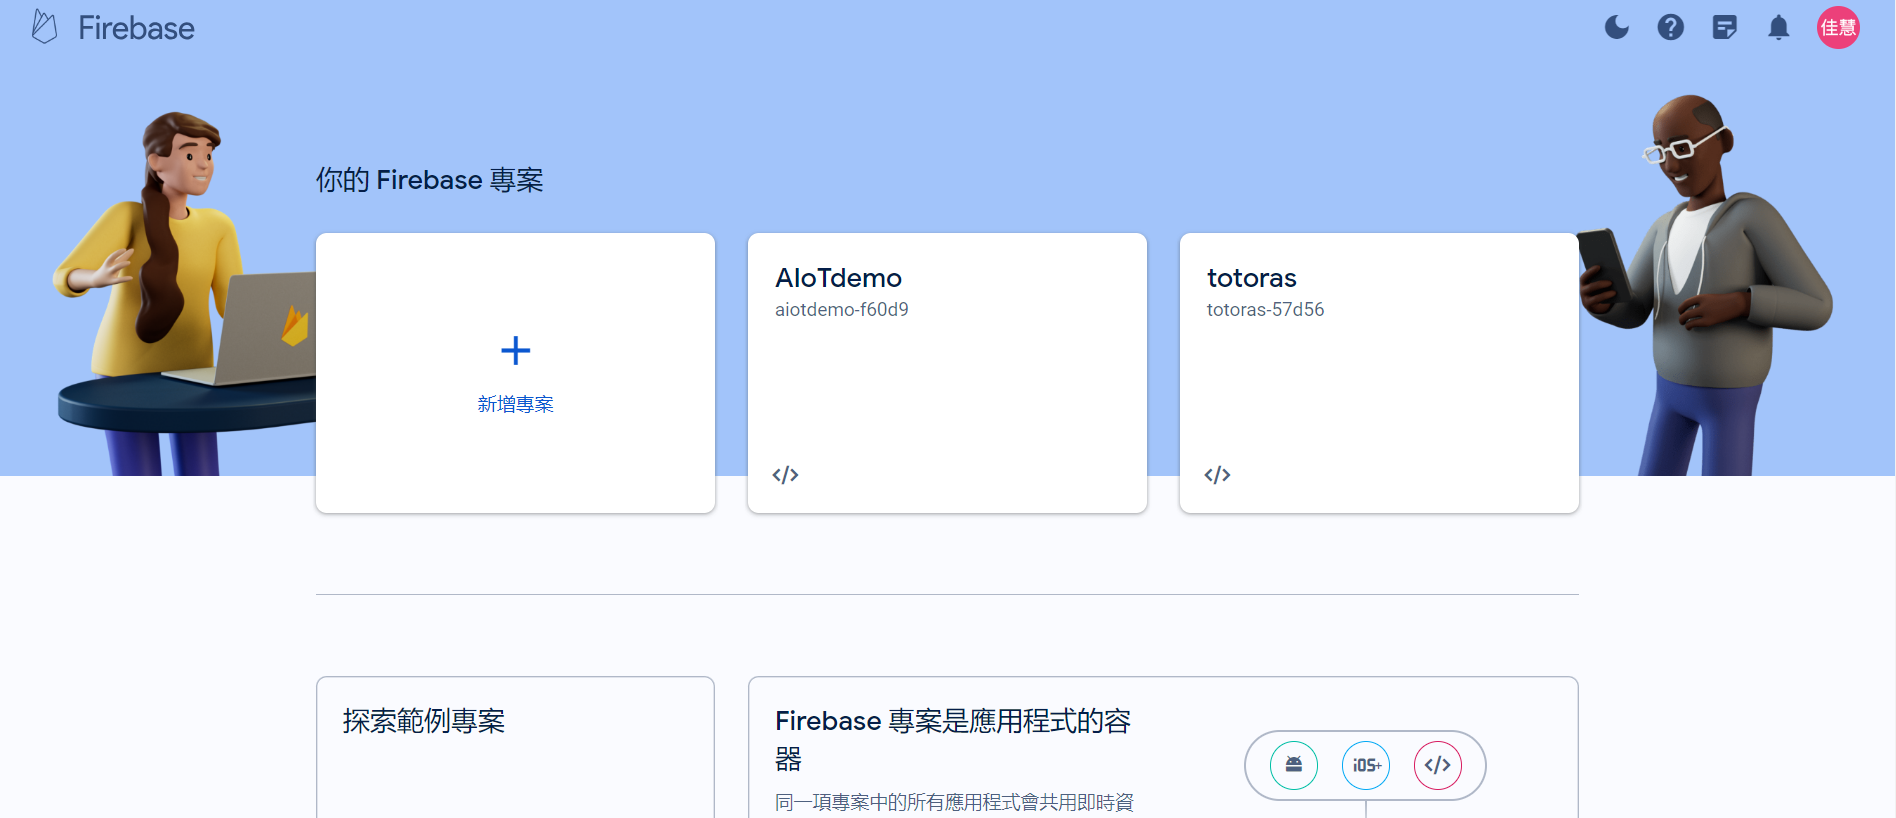 Firebase
佳慧
你的 Firebase 專案
新增專案
AIoTdemo
aiotdemo-f60d9
totoras
totoras-57d56
探索範例專案
Firebase 專案是應用程式的容
器
同一項專案中的所有應用程式會共用即時資
iOS+